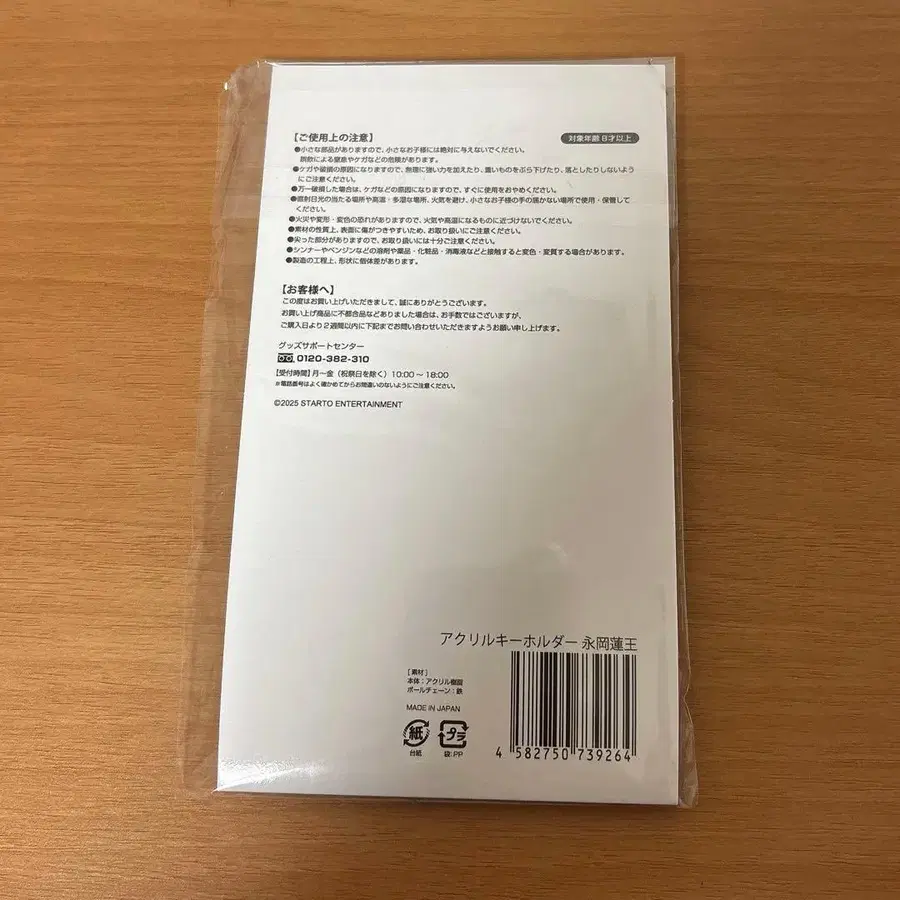 【ご使用上の注意】
対象年齢 8才以上
●小さな部品がありますので、小さなお子様には絶対に与えないでください。
誤飲による窒息やケガなどの危険があります。
●ケガや破損の原因になりますので、無理に強い力を加えたり、重いものをぶら下げたり、落としたりしないよう
にご注意ください。
●万一破損した場合は、ケガなどの原因になりますので、すぐに使用をおやめください。
●直射日光の当たる場所や高温・多湿な場所、火気を避け、小さなお子様の手の届かない場所で使用・保管して
ください。
●火災や変形・変色の恐れがありますので、火気や高温になるものに近づけないでください。
●素材の性質上、表面に傷がつきやすいため、お取り扱いにご注意ください。
●尖った部分がありますので、お取り扱いには十分ご注意ください。
●シンナーやベンジンなどの溶剤や薬品・化粧品・消毒液などと接触すると変色・変質する場合があります。
●製造の工程上、形状に個体差があります。
【お客様へ】
この度はお買い上げいただきまして、誠にありがとうございます。
お買い上げ商品に不都合品などありました場合は、お手数ではございますが、
ご購入日より2週間以内に下記までお問い合わせいただきますようお願い申し上げます。
グッズサポートセンター
0120-382-310
【受付時間】月〜金（祝祭日を除く）10:00〜18:00
※電話番号はよく確かめてからお間違いのないようにご注意ください。
©2025 STARTO ENTERTAINMENT
アクリルキーホルダー 永岡蓮王
[素材]
本体：アクリル樹脂
ボールチェーン：鉄
MADE IN JAPAN
紙 プラ
台紙 袋:PP
4 582750 739264